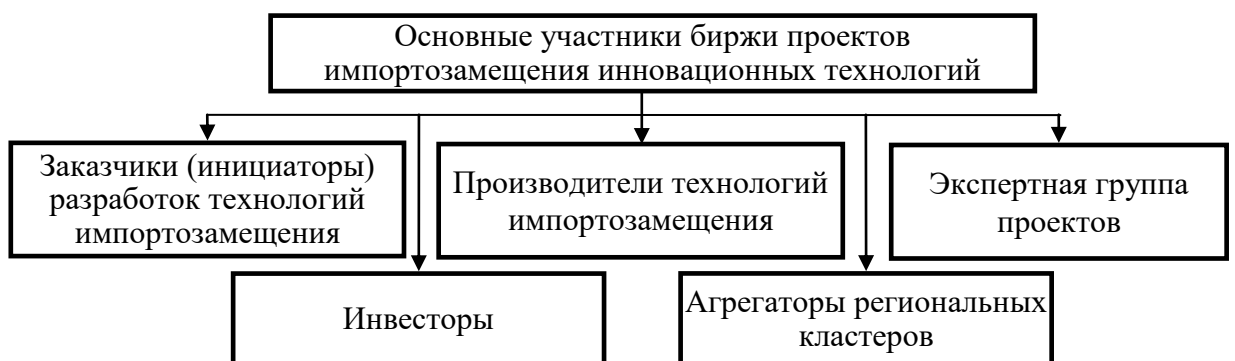 Основные участники биржи проектов
импортозамещения инновационных технологий
Заказчики (инициаторы)
разработок технологий
импортозамещения
Производители технологий
импортозамещения
Экспертная группа
проектов
Инвесторы
Агрегаторы региональных
кластеров